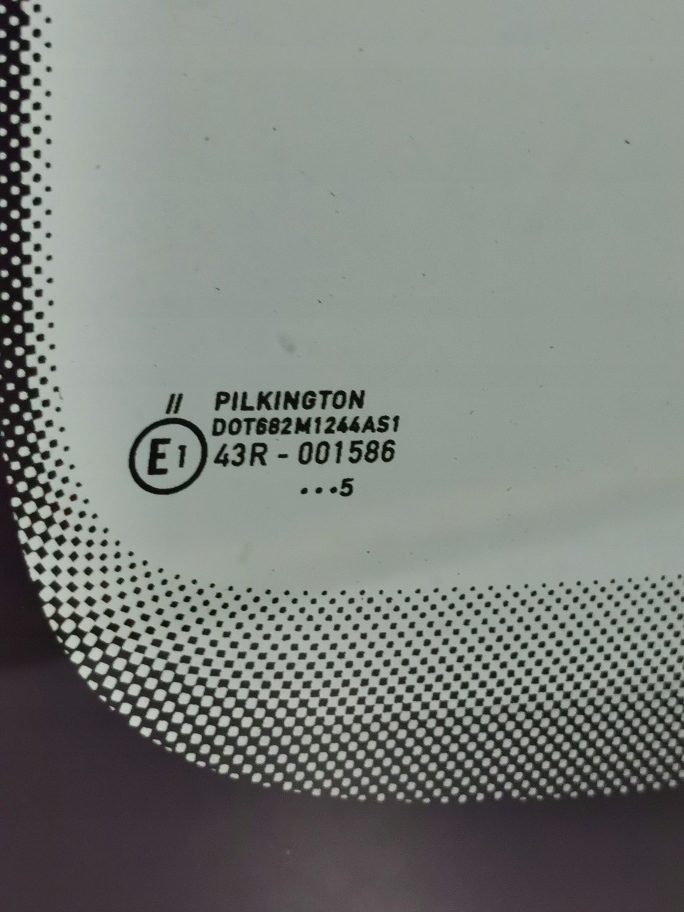 II PILKINGTON
DOT682M1244AS1
E1 43R - 001586
...5